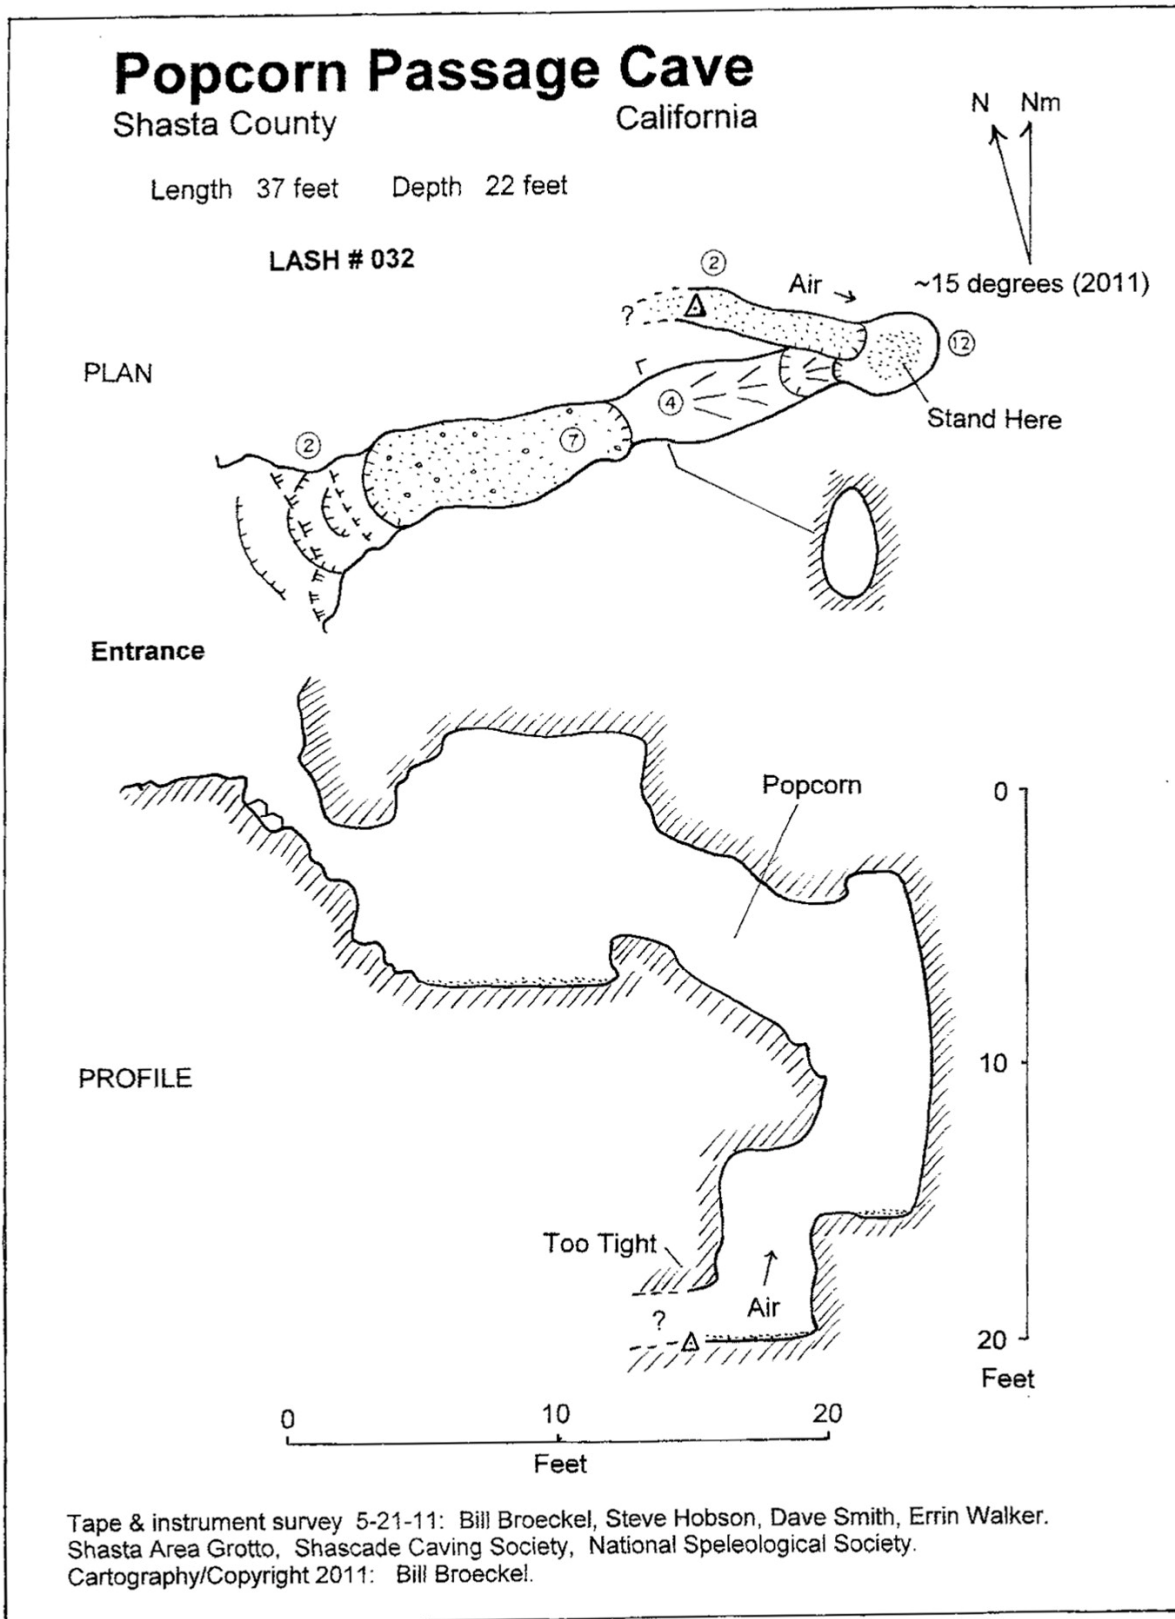 Popcorn Passage Cave
Shasta County California
N Nm
Length 37 feet Depth 22 feet
LASH # 032
~15 degrees (2011)
2
Air
?
12
PLAN
4
Stand Here
7
2
Entrance
Popcorn
0
10
PROFILE
Too Tight
Air
?
20
Feet
0 10 20
Feet
Tape & instrument survey 5-21-11: Bill Broeckel, Steve Hobson, Dave Smith, Errin Walker.
Shasta Area Grotto, Shascade Caving Society, National Speleological Society.
Cartography/Copyright 2011: Bill Broeckel.